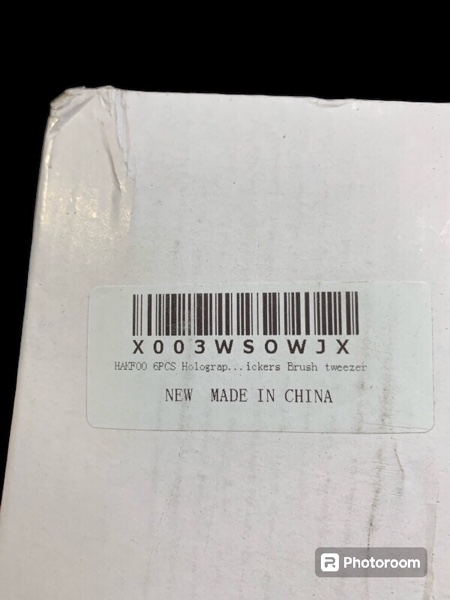 X003WSOWJX
HAKFOO 6PCS Holograp...ickers Brush tweezer
NEW MADE IN CHINA
Photoroom